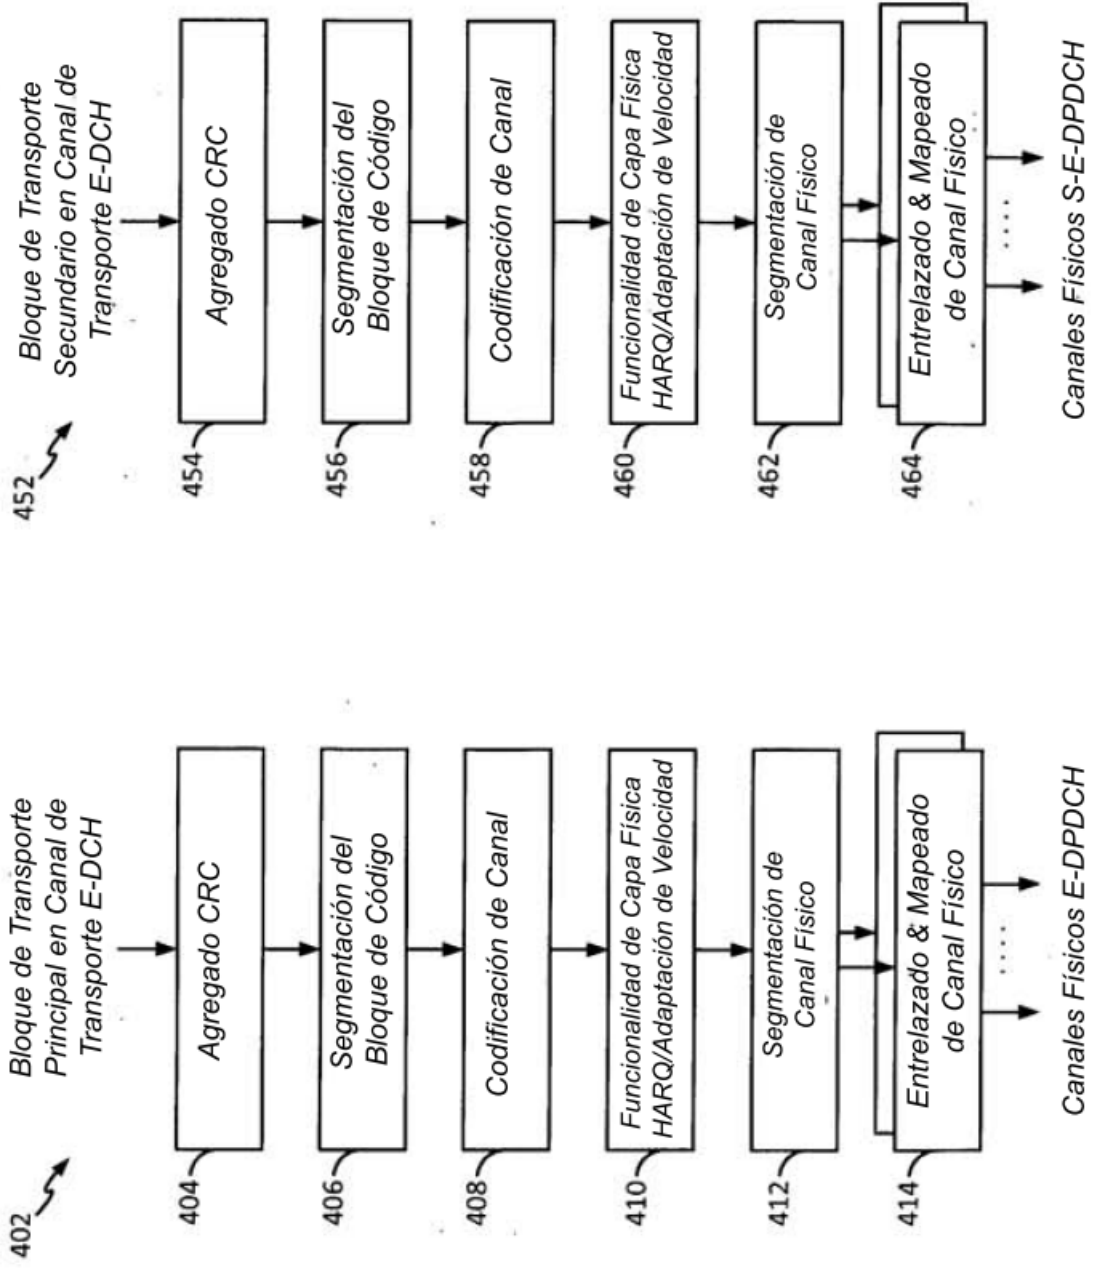 402
Bloque de Transporte
Principal en Canal de
Transporte E-DCH
404
Agregado CRC
406
Segmentación del
Bloque de Código
408
Codificación de Canal
410
Funcionalidad de Capa Física
HARQ/Adaptación de Velocidad
412
Segmentación de
Canal Físico
414
Entrelazado & Mapeado
de Canal Físico
Canales Físicos E-DPDCH
452
Bloque de Transporte
Secundario en Canal de
Transporte E-DCH
454
Agregado CRC
456
Segmentación del
Bloque de Código
458
Codificación de Canal
460
Funcionalidad de Capa Física
HARQ/Adaptación de Velocidad
462
Segmentación de
Canal Físico
464
Entrelazado & Mapeado
de Canal Físico
Canales Físicos S-E-DPDCH